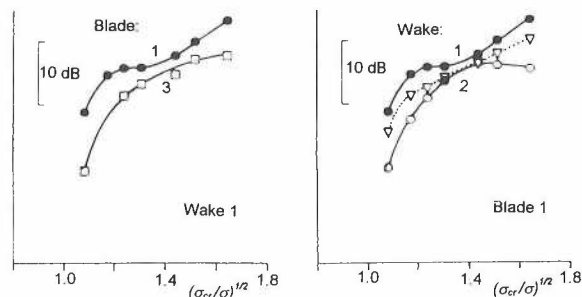 Blade:
10 dB
1
3
Wake 1
1.0 1.4 1.8
(σcr/σ)^1/2
Wake:
10 dB
1
2
Blade 1
1.0 1.4 1.8
(σcr/σ)^1/2